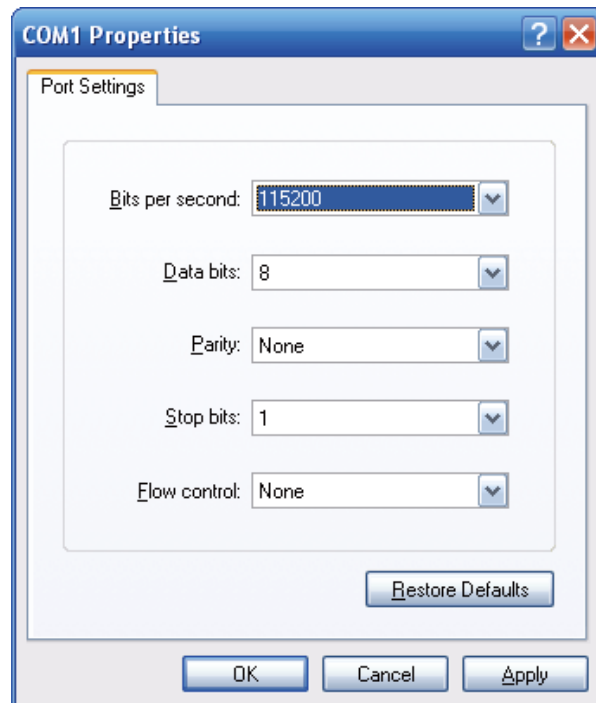 COM1 Properties
Port Settings
Bits per second: 115200
Data bits: 8
Parity: None
Stop bits: 1
Flow control: None
Restore Defaults
OK Cancel Apply